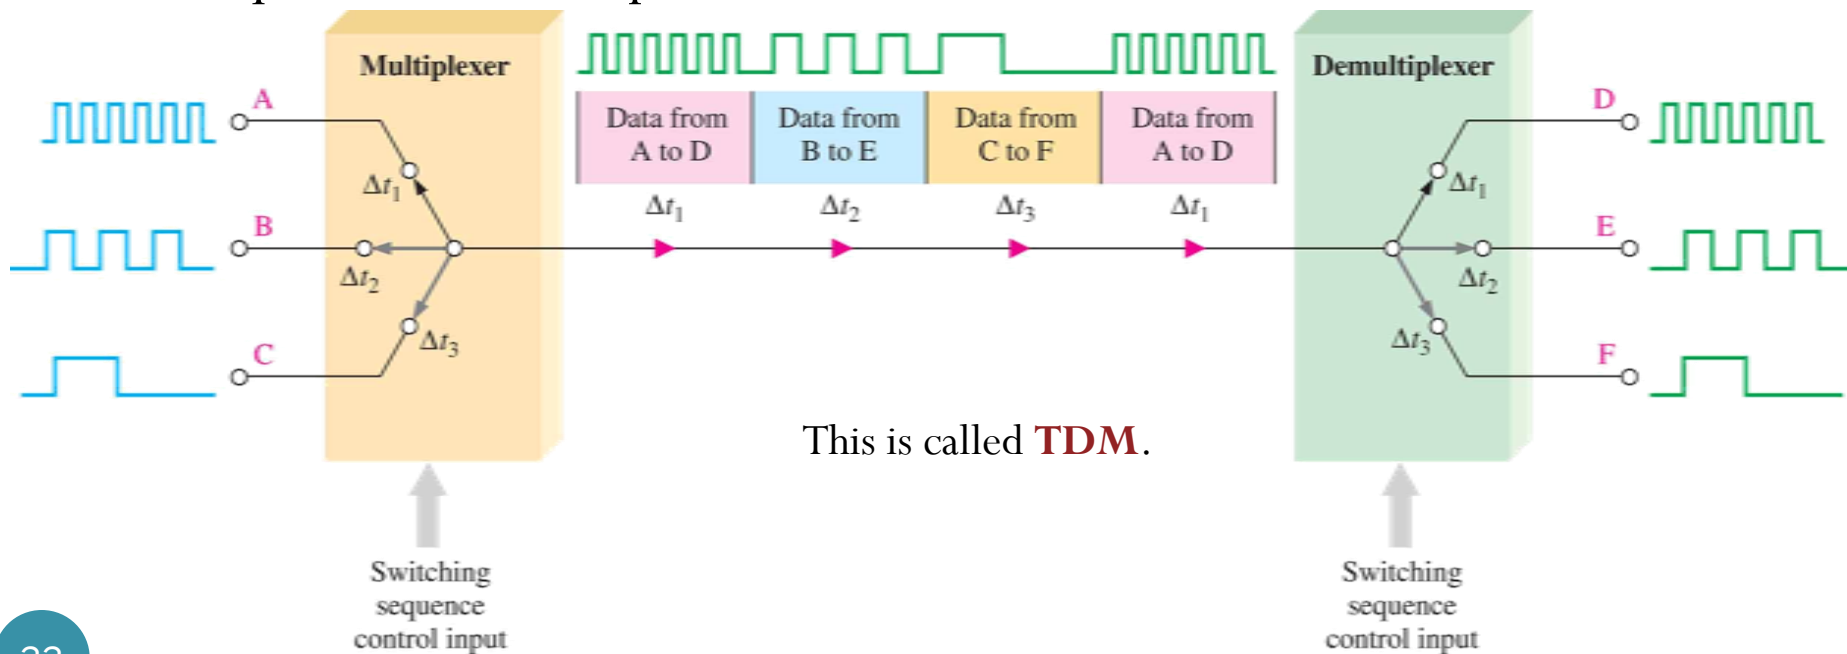 Multiplexer
Demultiplexer
A
B
C
Δt1
Δt2
Δt3
Data from
A to D
Data from
B to E
Data from
C to F
Data from
A to D
Δt1
Δt2
Δt3
Δt1
D
E
F
Δt1
Δt2
Δt3
This is called TDM.
Switching
sequence
control input
Switching
sequence
control input